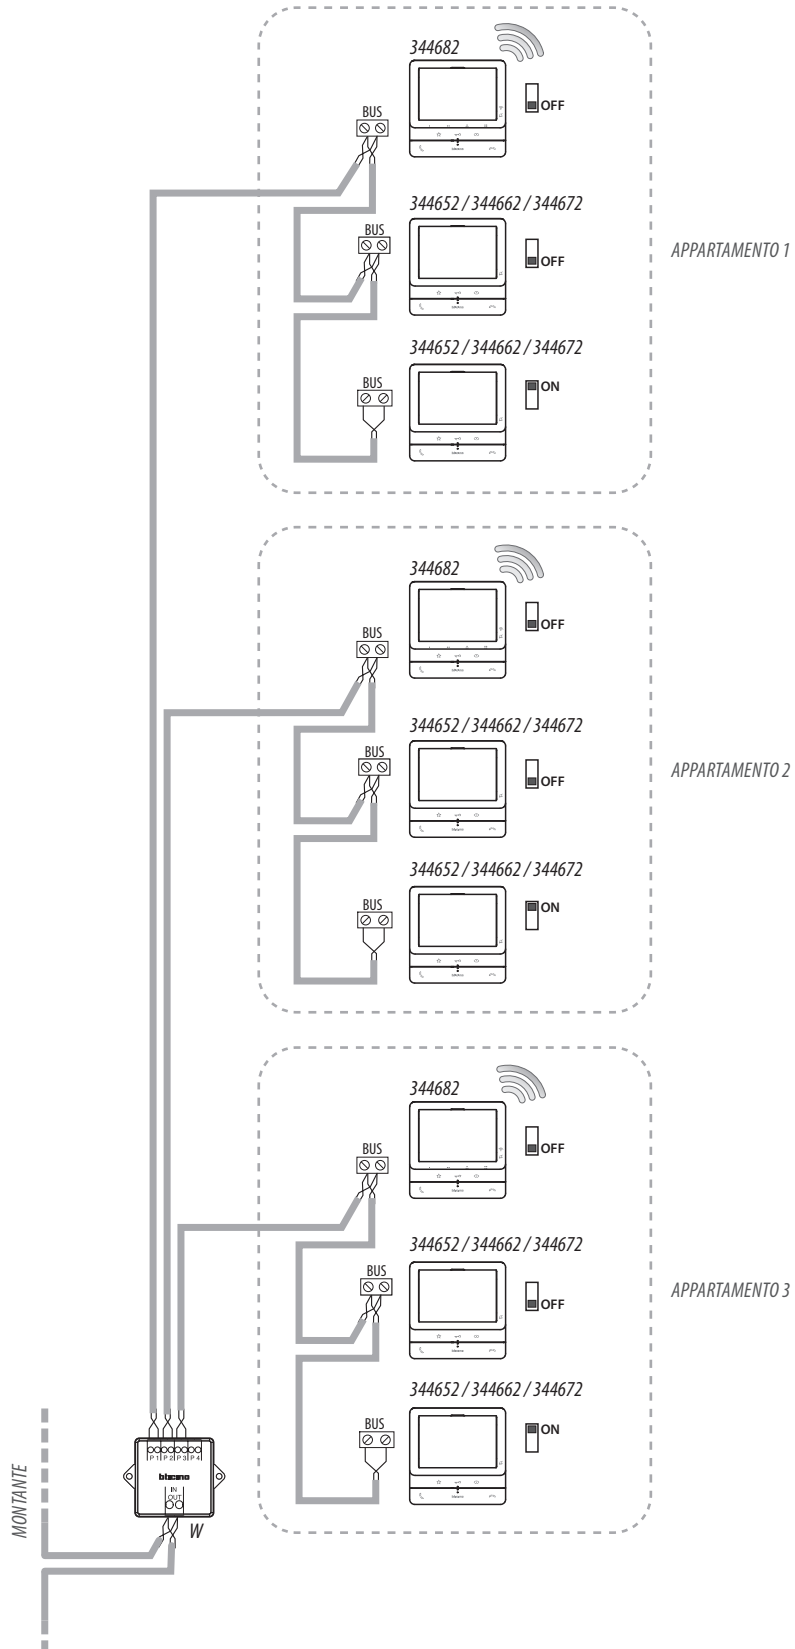 344682
OFF
BUS
344652 / 344662 / 344672
BUS
OFF
APPARTAMENTO 1
344652 / 344662 / 344672
BUS
ON
344682
OFF
BUS
344652 / 344662 / 344672
BUS
OFF
APPARTAMENTO 2
344652 / 344662 / 344672
BUS
ON
344682
OFF
BUS
344652 / 344662 / 344672
BUS
OFF
APPARTAMENTO 3
344652 / 344662 / 344672
BUS
ON
MONTANTE
P1 P2 P3 P4
bticino
IN
OUT
W